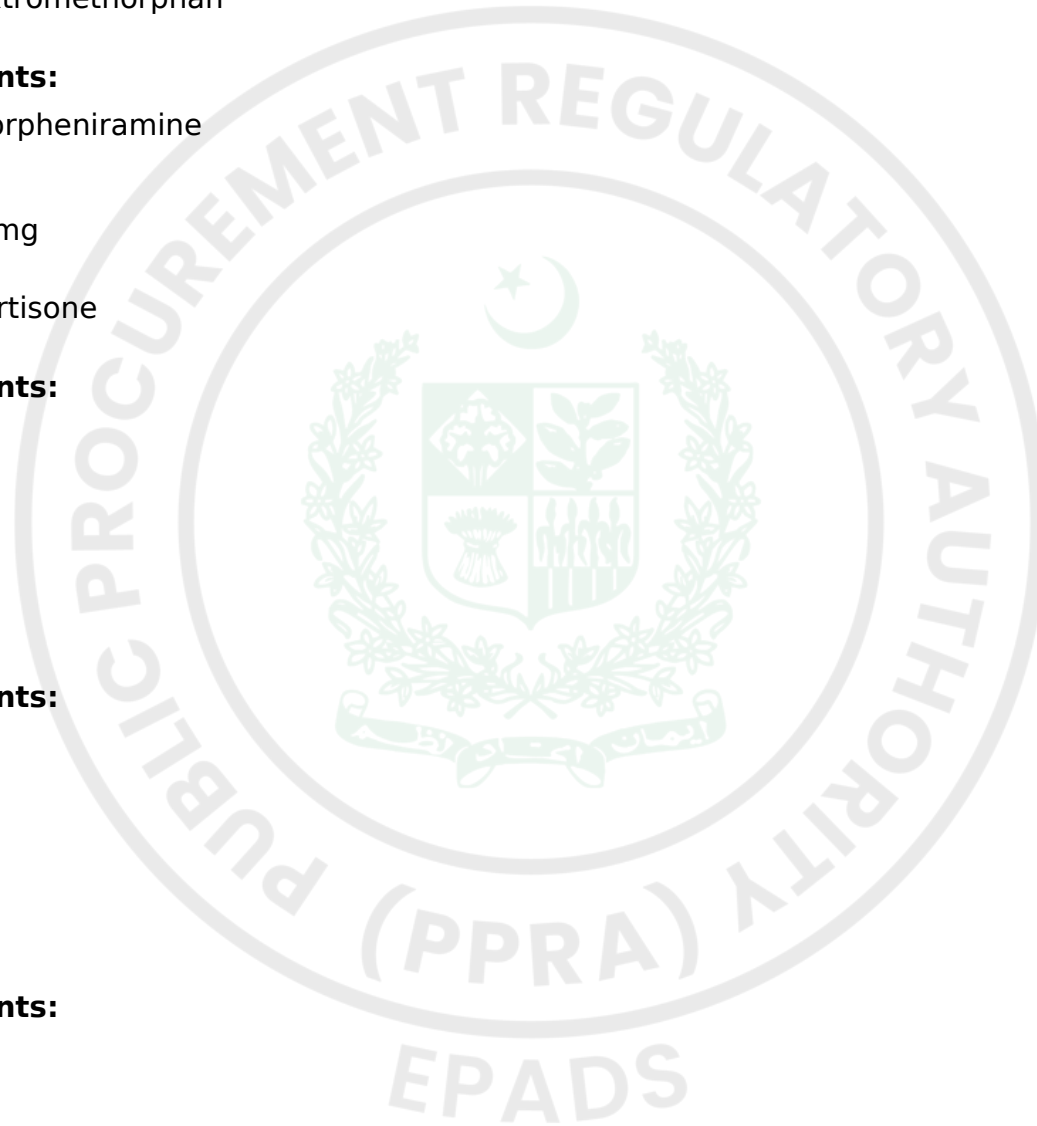 tromethorphan
nts:
orpheniramine
mg
rtisone
nts:
nts:
nts:
PUBLIC PROCUREMENT REGULATORY AUTHORITY
(PPRA)
EPADS